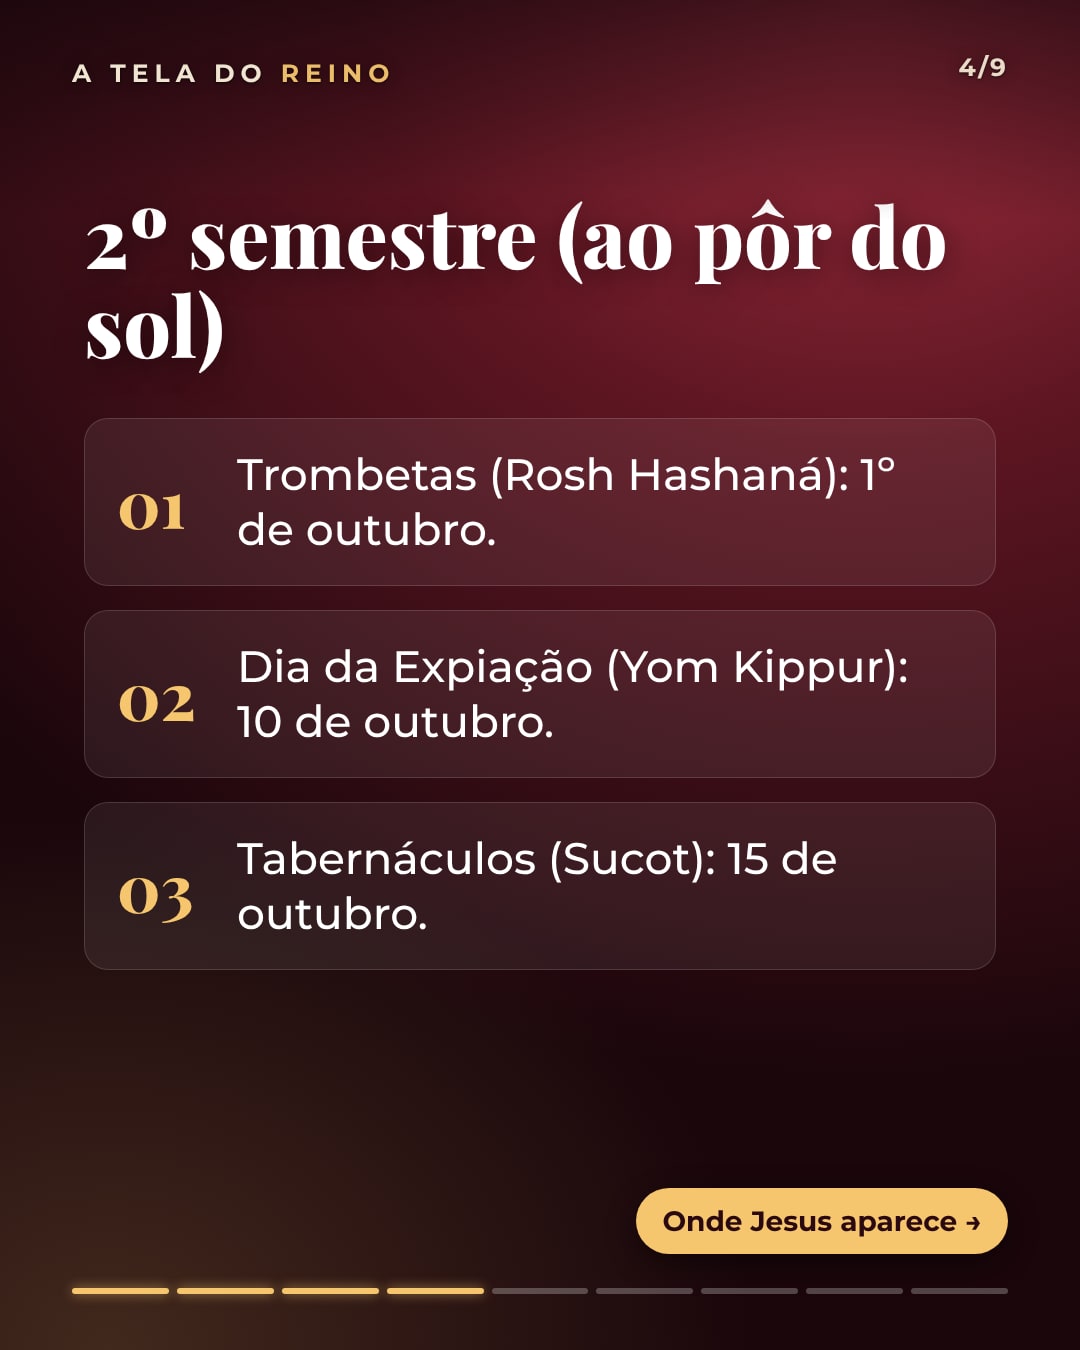 A TELA DO REINO
4/9
2º semestre (ao pôr do
sol)
01
Trombetas (Rosh Hashaná): 1º
de outubro.
02
Dia da Expiação (Yom Kippur):
10 de outubro.
03
Tabernáculos (Sucot): 15 de
outubro.
Onde Jesus aparece →